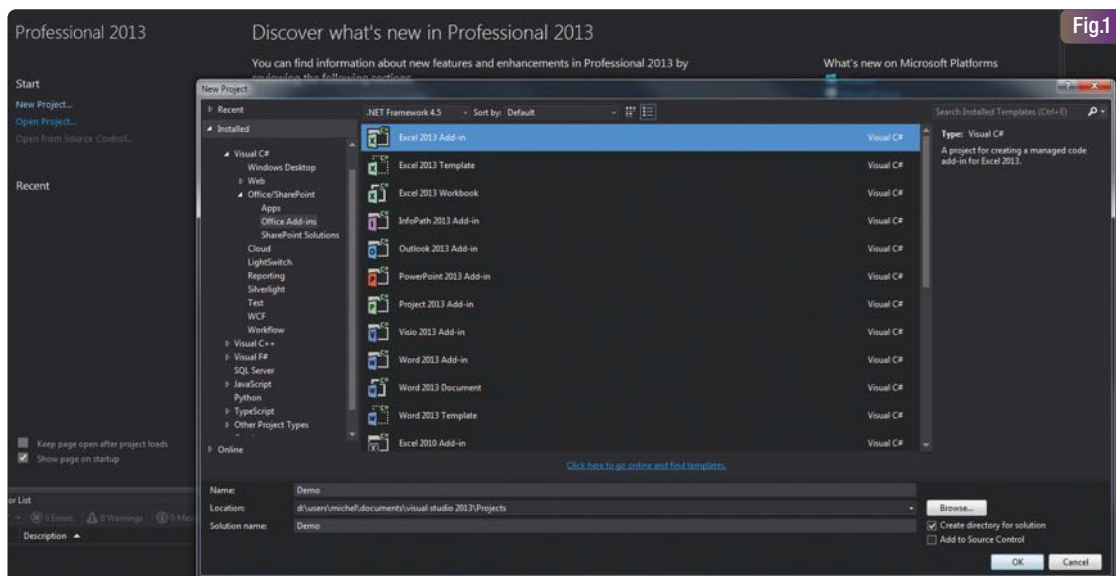 Fig.1
Professional 2013
Discover what's new in Professional 2013
You can find information about new features and enhancements in Professional 2013 by
reviewing the following sections
What's new on Microsoft Platforms
Start
New Project...
Open Project...
Open from Source Control...
Recent
Keep page open after project loads
Show page on startup
or List
0 Errors
0 Warnings
Description
New Project
Recent
Installed
Visual C#
Windows Desktop
Web
Office/SharePoint
Apps
Office Add-ins
SharePoint Solutions
Cloud
LightSwitch
Reporting
Silverlight
Test
WCF
Workflow
Visual C++
Visual F#
SQL Server
JavaScript
Python
TypeScript
Other Project Types
Online
.NET Framework 4.5 Sort by: Default
Search Installed Templates (Ctrl+E)
Excel 2013 Add-in Visual C#
Excel 2013 Template Visual C#
Excel 2013 Workbook Visual C#
InfoPath 2013 Add-in Visual C#
Outlook 2013 Add-in Visual C#
PowerPoint 2013 Add-in Visual C#
Project 2013 Add-in Visual C#
Visio 2013 Add-in Visual C#
Word 2013 Add-in Visual C#
Word 2013 Document Visual C#
Word 2013 Template Visual C#
Excel 2010 Add-in Visual C#
Click here to go online and find templates.
Type: Visual C#
A project for creating a managed code
add-in for Excel 2013.
Name: Demo
Location: d:\users\michel\documents\visual studio 2013\Projects
Solution name: Demo
Browse...
Create directory for solution
Add to Source Control
OK Cancel